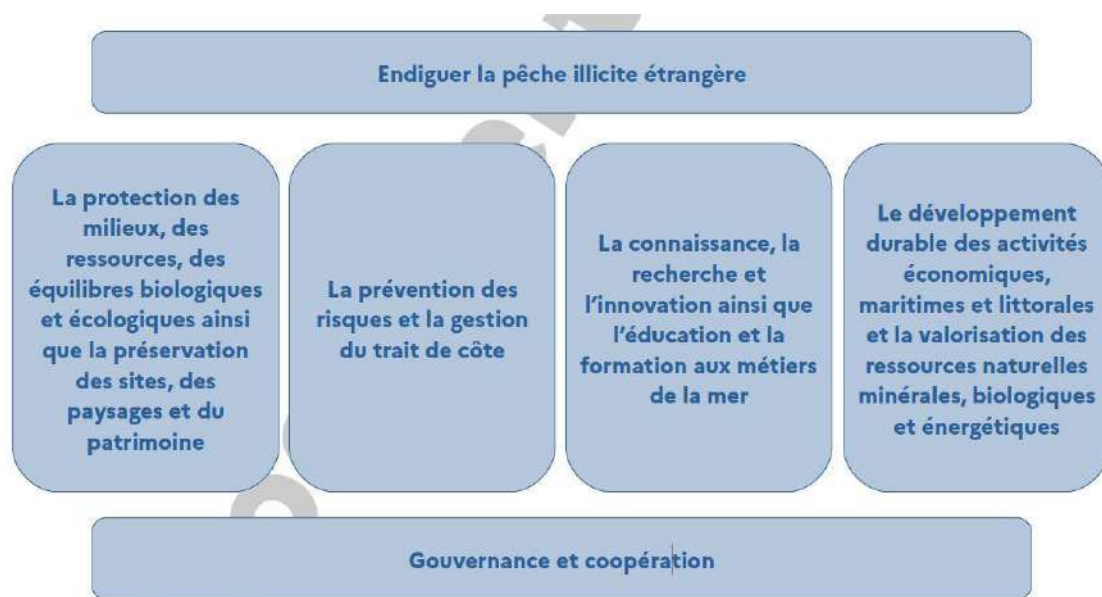 Endiguer la pêche illicite étrangère
La protection des
milieux, des
ressources, des
équilibres biologiques
et écologiques ainsi
que la préservation
des sites, des
paysages et du
patrimoine
La prévention des
risques et la gestion
du trait de côte
La connaissance, la
recherche et
l'innovation ainsi que
l'éducation et la
formation aux métiers
de la mer
Le développement
durable des activités
économiques,
maritimes et littorales
et la valorisation des
ressources naturelles
minérales, biologiques
et énergétiques
Gouvernance et coopération